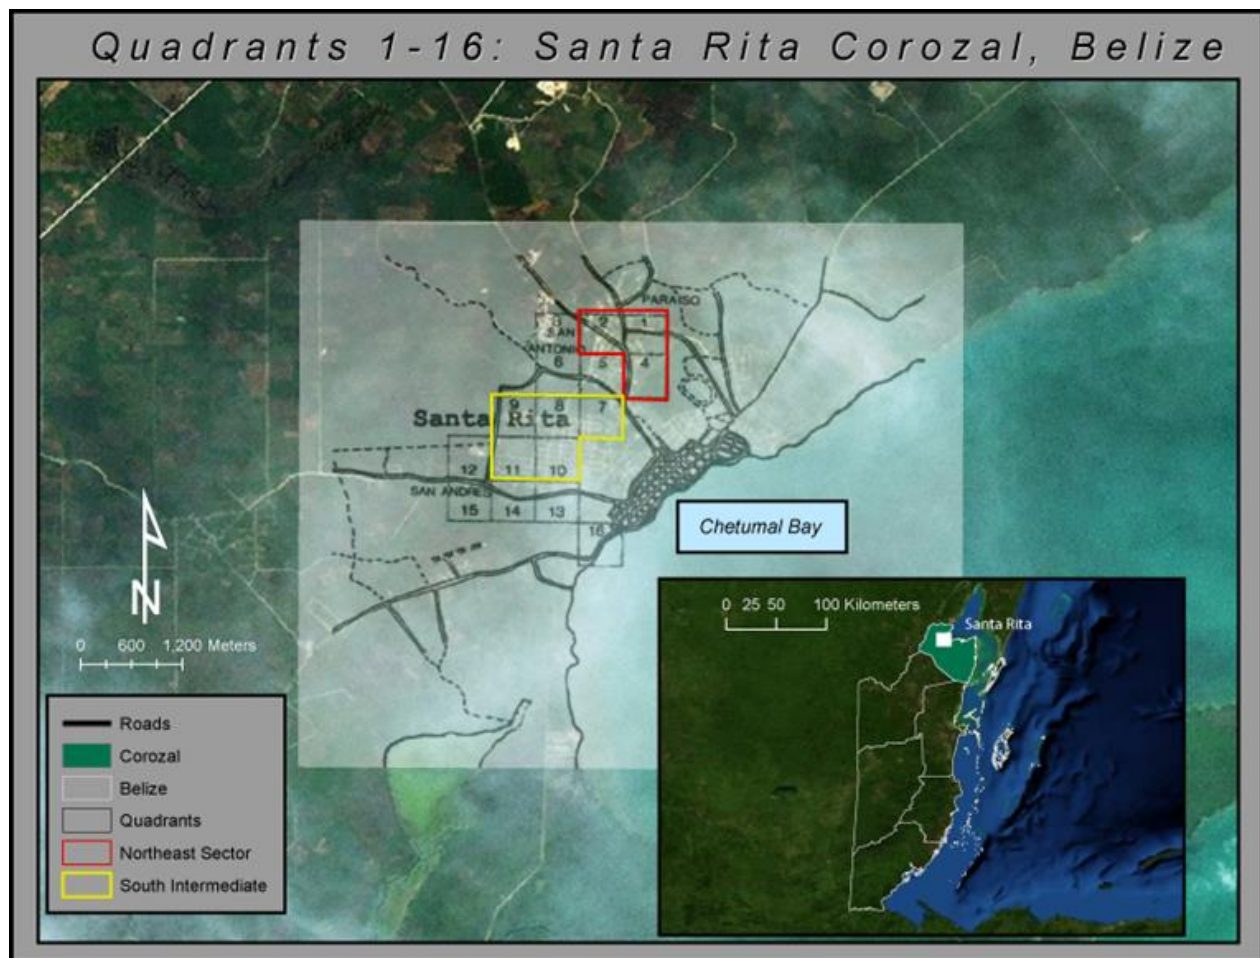 Quadrants 1-16: Santa Rita Corozal, Belize
PARAISO
3 2 1
SAN
ANTONIO
6 5 4
9 8 7
Santa Rita
12 11 10
SAN ANDRES
15 14 13
16
Chetumal Bay
N
0 600 1,200 Meters
0 25 50 100 Kilometers
Santa Rita
Roads
Corozal
Belize
Quadrants
Northeast Sector
South Intermediate